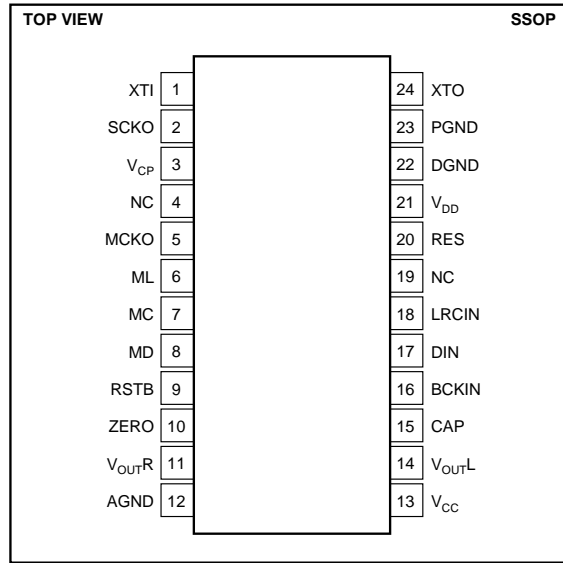 TOP VIEW SSOP
XTI 1 24 XTO
SCKO 2 23 PGND
VCP 3 22 DGND
NC 4 21 VDD
MCKO 5 20 RES
ML 6 19 NC
MC 7 18 LRCIN
MD 8 17 DIN
RSTB 9 16 BCKIN
ZERO 10 15 CAP
VOUTR 11 14 VOUTL
AGND 12 13 VCC